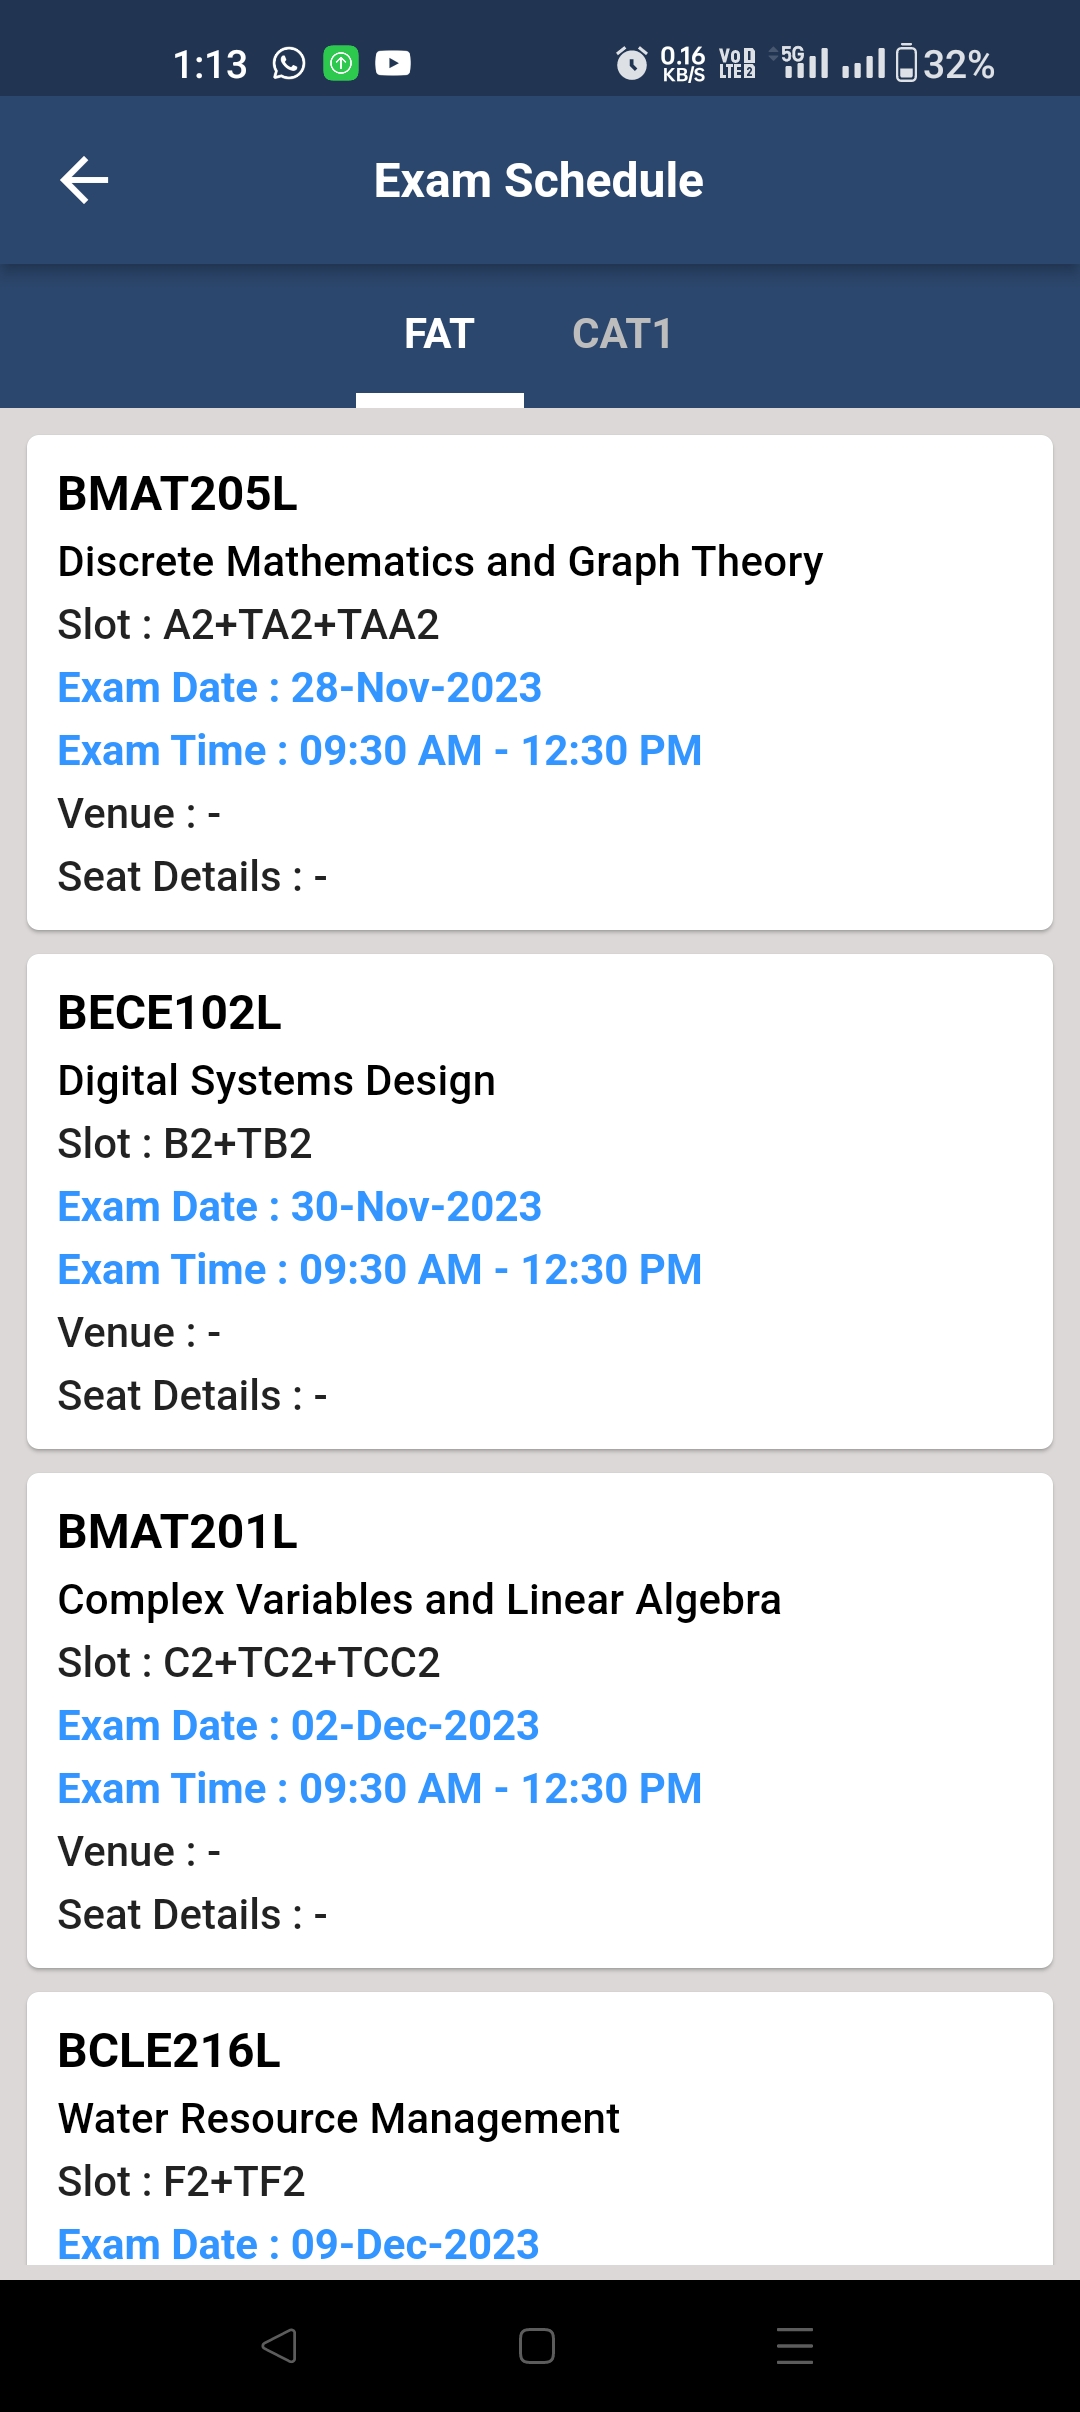 1:13 0.16 KB/S VoD LTE2 5G 32%
Exam Schedule
FAT CAT1
BMAT205L
Discrete Mathematics and Graph Theory
Slot : A2+TA2+TAA2
Exam Date : 28-Nov-2023
Exam Time : 09:30 AM - 12:30 PM
Venue : -
Seat Details : -
BECE102L
Digital Systems Design
Slot : B2+TB2
Exam Date : 30-Nov-2023
Exam Time : 09:30 AM - 12:30 PM
Venue : -
Seat Details : -
BMAT201L
Complex Variables and Linear Algebra
Slot : C2+TC2+TCC2
Exam Date : 02-Dec-2023
Exam Time : 09:30 AM - 12:30 PM
Venue : -
Seat Details : -
BCLE216L
Water Resource Management
Slot : F2+TF2
Exam Date : 09-Dec-2023